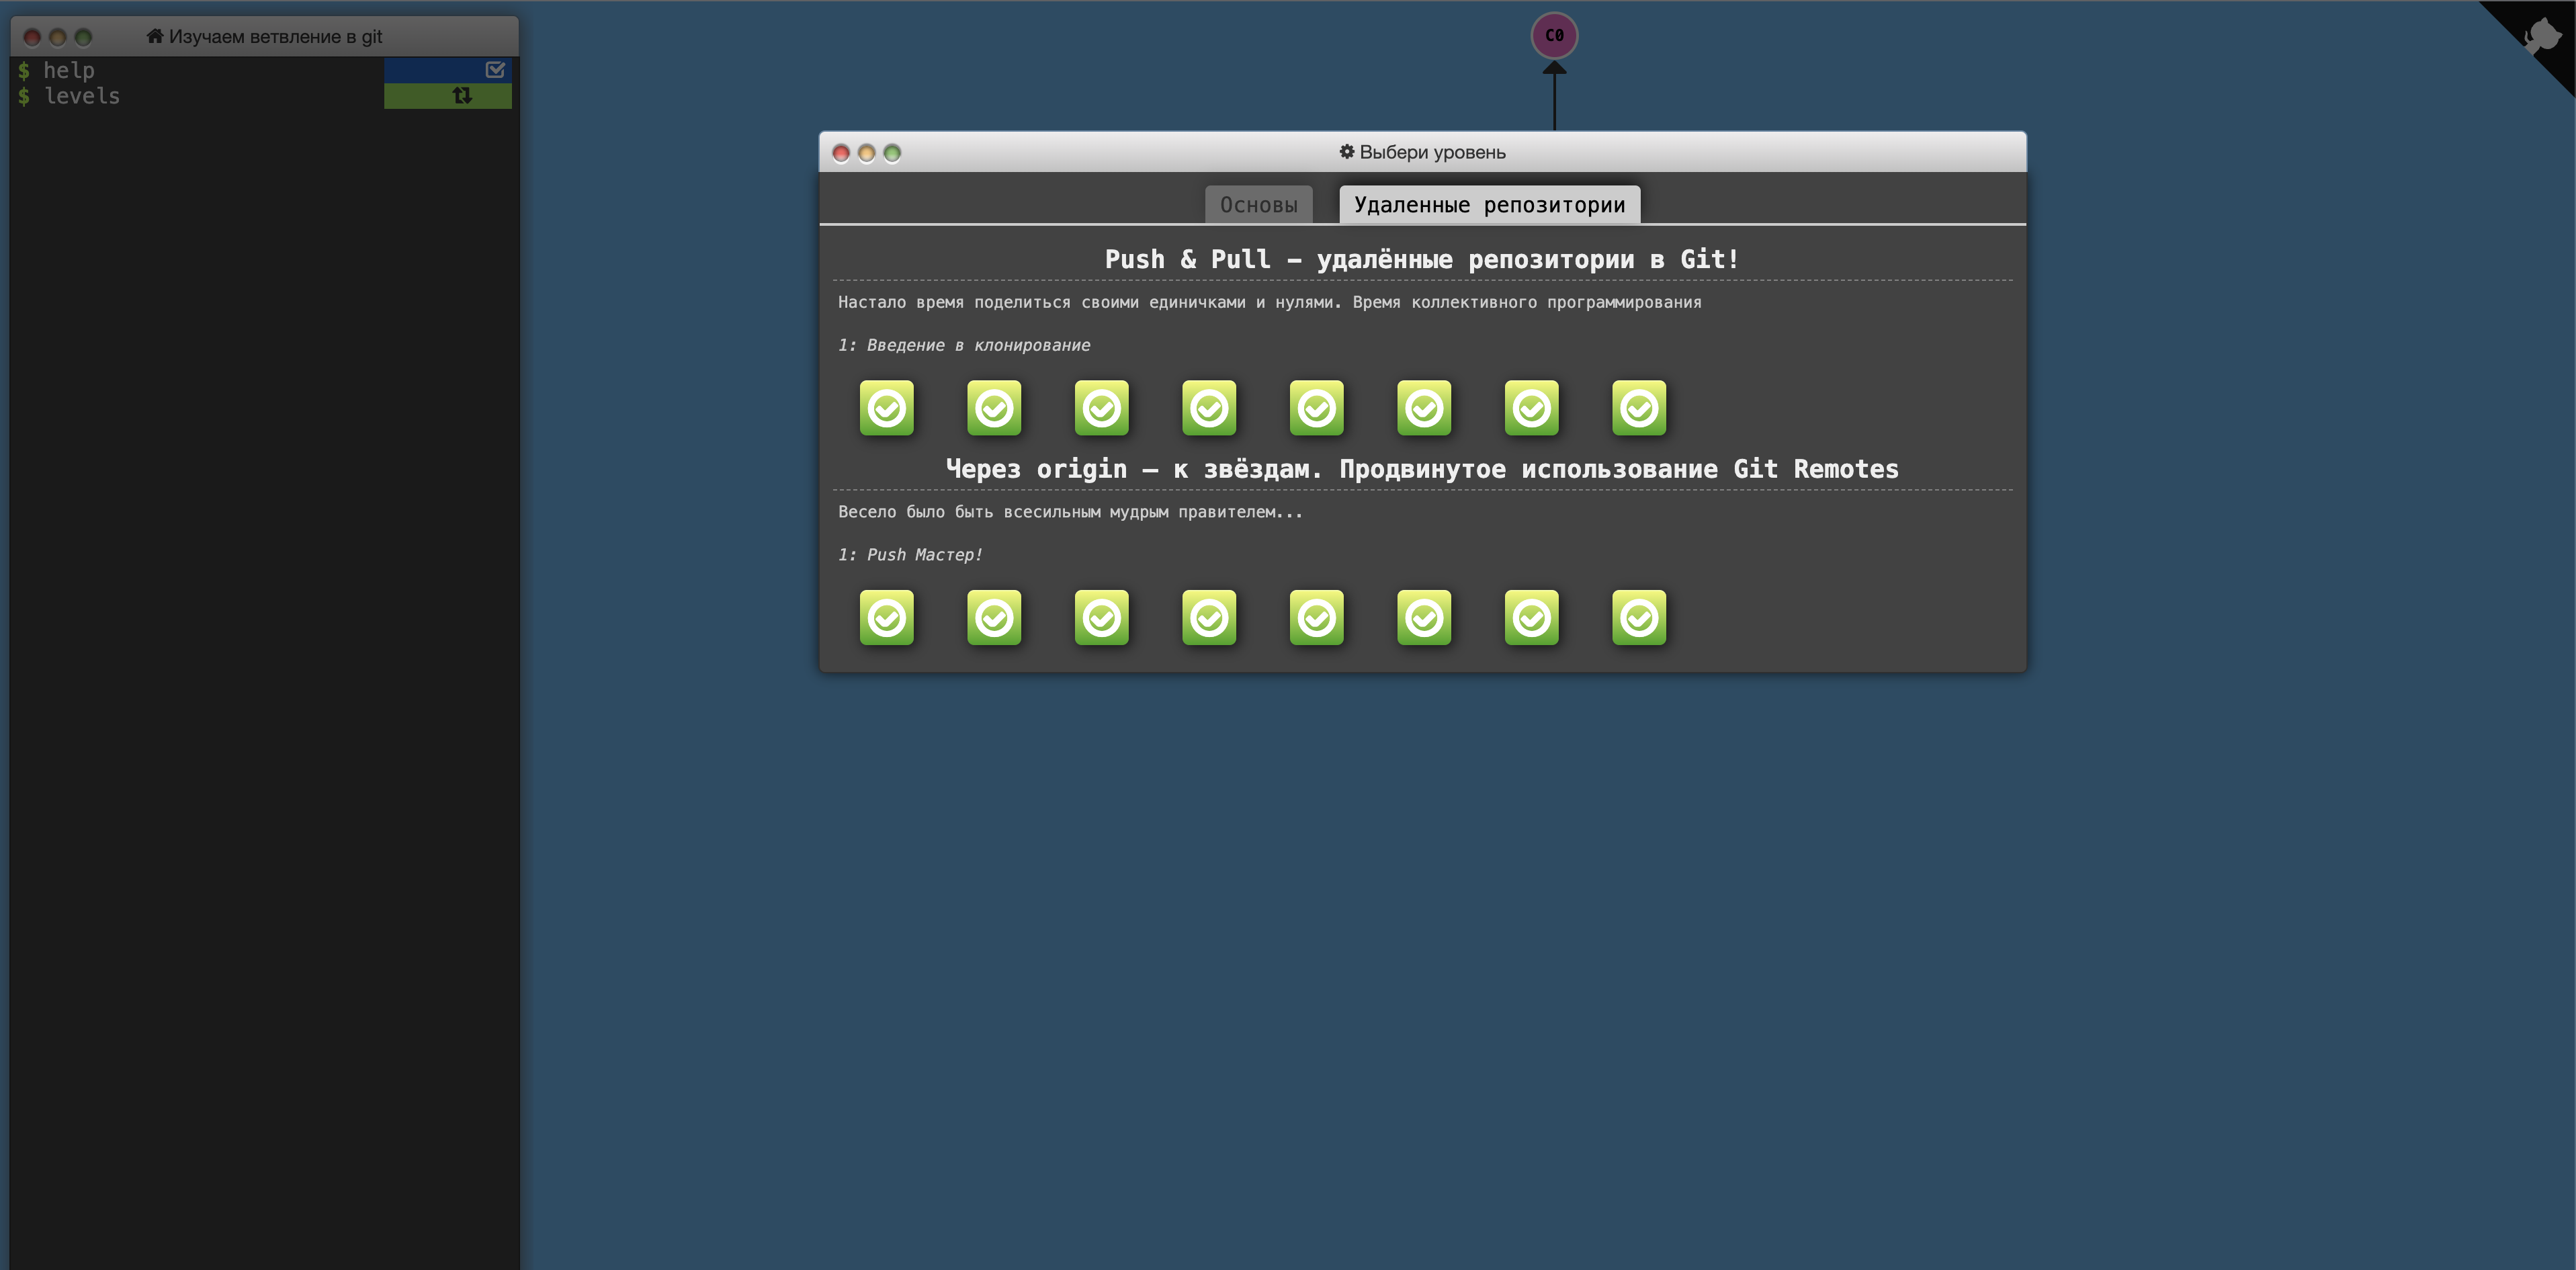 Изучаем ветвление в git
$ help
$ levels
C0
Выбери уровень
Основы
Удаленные репозитории
Push & Pull – удалённые репозитории в Git!
Настало время поделиться своими единичками и нулями. Время коллективного программирования
1: Введение в клонирование
Через origin – к звёздам. Продвинутое использование Git Remotes
Весело было быть всесильным мудрым правителем...
1: Push Мастер!